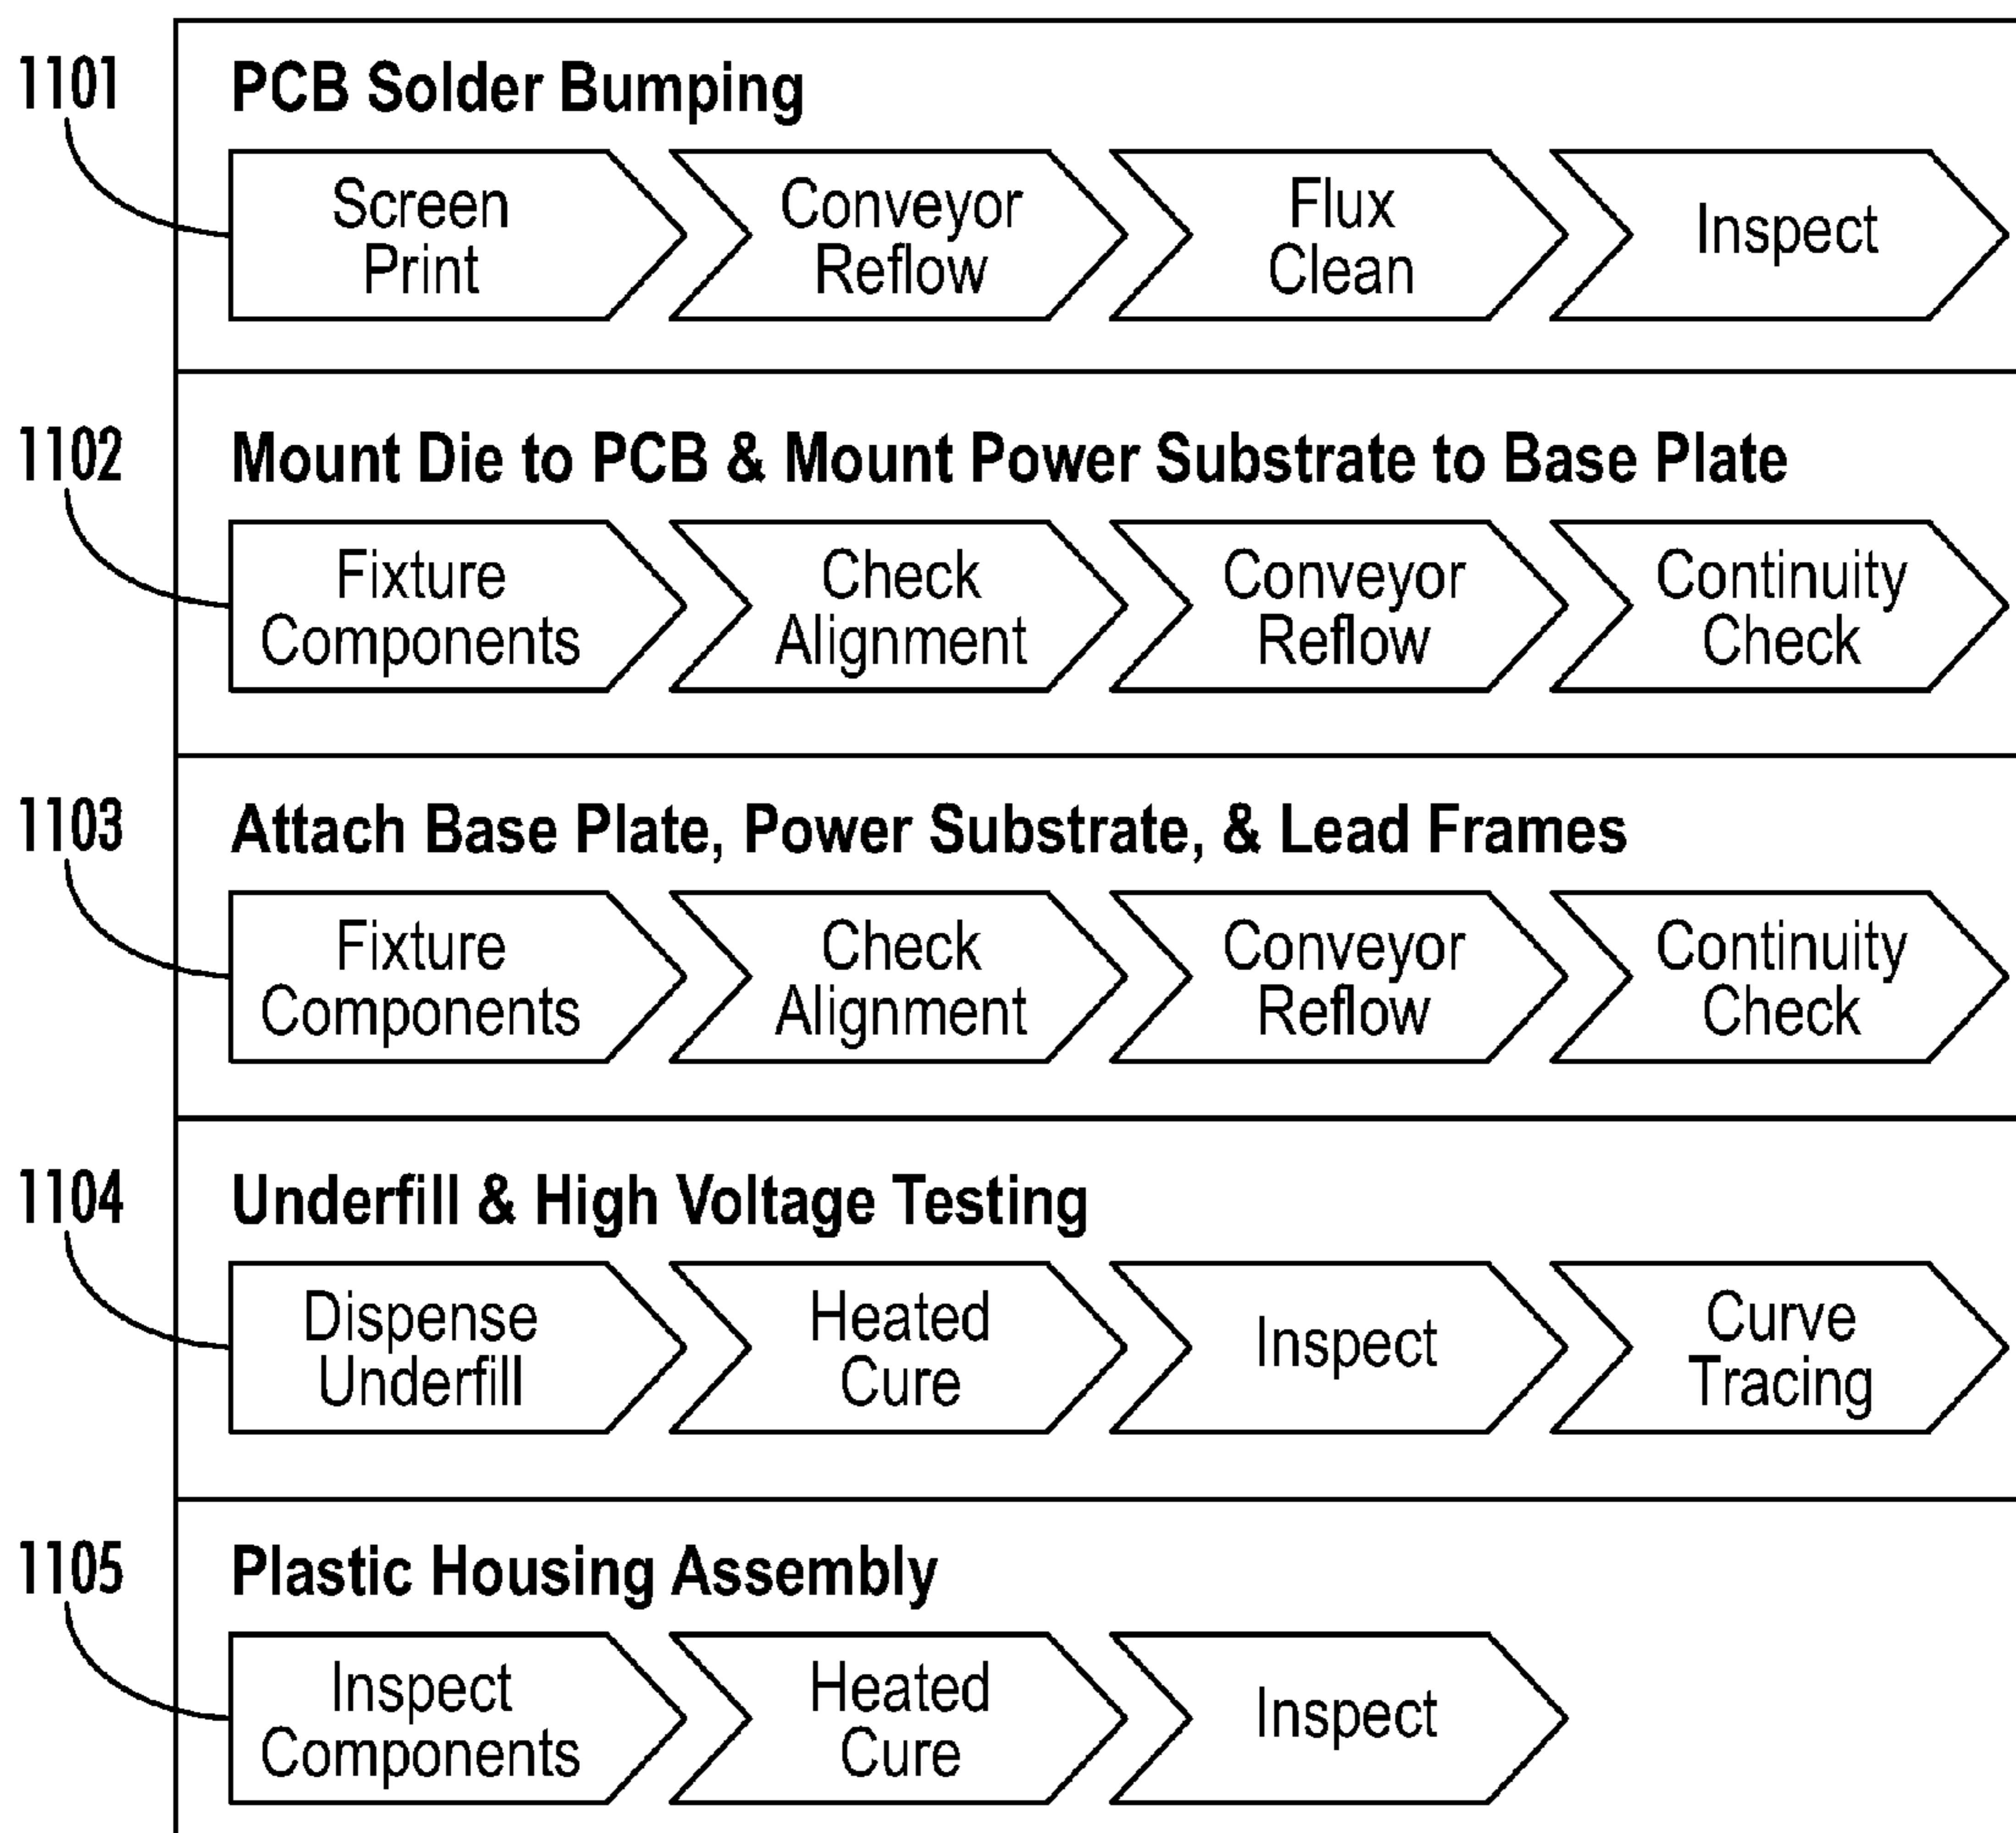 1101
PCB Solder Bumping
Screen
Print
Conveyor
Reflow
Flux
Clean
Inspect
1102
Mount Die to PCB & Mount Power Substrate to Base Plate
Fixture
Components
Check
Alignment
Conveyor
Reflow
Continuity
Check
1103
Attach Base Plate, Power Substrate, & Lead Frames
Fixture
Components
Check
Alignment
Conveyor
Reflow
Continuity
Check
1104
Underfill & High Voltage Testing
Dispense
Underfill
Heated
Cure
Inspect
Curve
Tracing
1105
Plastic Housing Assembly
Inspect
Components
Heated
Cure
Inspect